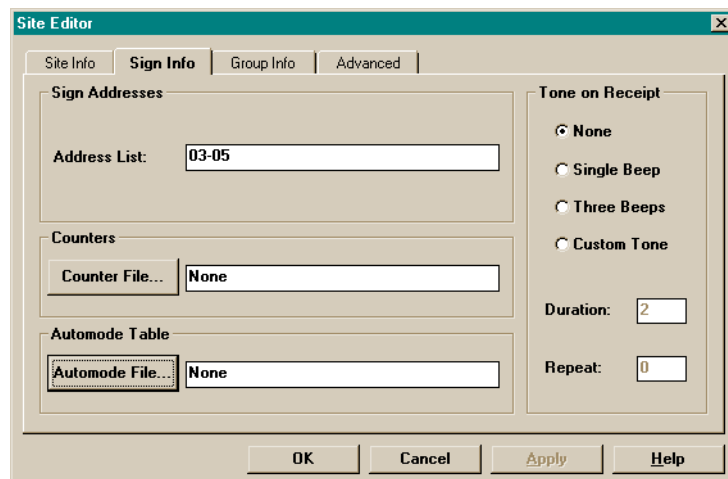 Site Editor
Site Info
Sign Info
Group Info
Advanced
Sign Addresses
Address List:
03-05
Counters
Counter File...
None
Automode Table
Automode File...
None
Tone on Receipt
None
Single Beep
Three Beeps
Custom Tone
Duration:
2
Repeat:
0
OK
Cancel
Apply
Help